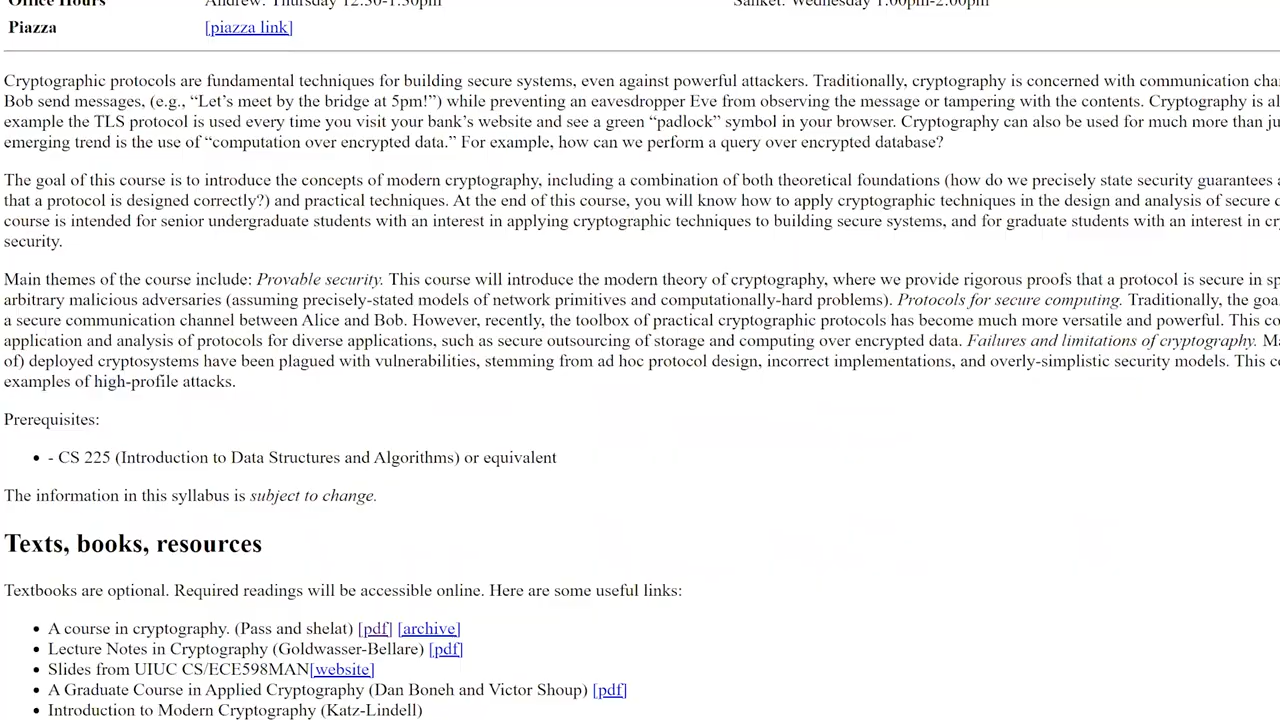 Office Hours Andrew: Thursday 12:30-1:30pm Sanket: Wednesday 1:00pm-2:00pm
Piazza [piazza link]
Cryptographic protocols are fundamental techniques for building secure systems, even against powerful attackers. Traditionally, cryptography is concerned with communication cha
Bob send messages, (e.g., “Let’s meet by the bridge at 5pm!”) while preventing an eavesdropper Eve from observing the message or tampering with the contents. Cryptography is al
example the TLS protocol is used every time you visit your bank’s website and see a green “padlock” symbol in your browser. Cryptography can also be used for much more than ju
emerging trend is the use of “computation over encrypted data.” For example, how can we perform a query over encrypted database?
The goal of this course is to introduce the concepts of modern cryptography, including a combination of both theoretical foundations (how do we precisely state security guarantees a
that a protocol is designed correctly?) and practical techniques. At the end of this course, you will know how to apply cryptographic techniques in the design and analysis of secure c
course is intended for senior undergraduate students with an interest in applying cryptographic techniques to building secure systems, and for graduate students with an interest in cry
security.
Main themes of the course include: Provable security. This course will introduce the modern theory of cryptography, where we provide rigorous proofs that a protocol is secure in sp
arbitrary malicious adversaries (assuming precisely-stated models of network primitives and computationally-hard problems). Protocols for secure computing. Traditionally, the goa
a secure communication channel between Alice and Bob. However, recently, the toolbox of practical cryptographic protocols has become much more versatile and powerful. This co
application and analysis of protocols for diverse applications, such as secure outsourcing of storage and computing over encrypted data. Failures and limitations of cryptography. Ma
of) deployed cryptosystems have been plagued with vulnerabilities, stemming from ad hoc protocol design, incorrect implementations, and overly-simplistic security models. This co
examples of high-profile attacks.
Prerequisites:
• - CS 225 (Introduction to Data Structures and Algorithms) or equivalent
The information in this syllabus is subject to change.
Texts, books, resources
Textbooks are optional. Required readings will be accessible online. Here are some useful links:
• A course in cryptography. (Pass and shelat) [pdf] [archive]
• Lecture Notes in Cryptography (Goldwasser-Bellare) [pdf]
• Slides from UIUC CS/ECE598MAN[website]
• A Graduate Course in Applied Cryptography (Dan Boneh and Victor Shoup) [pdf]
• Introduction to Modern Cryptography (Katz-Lindell)